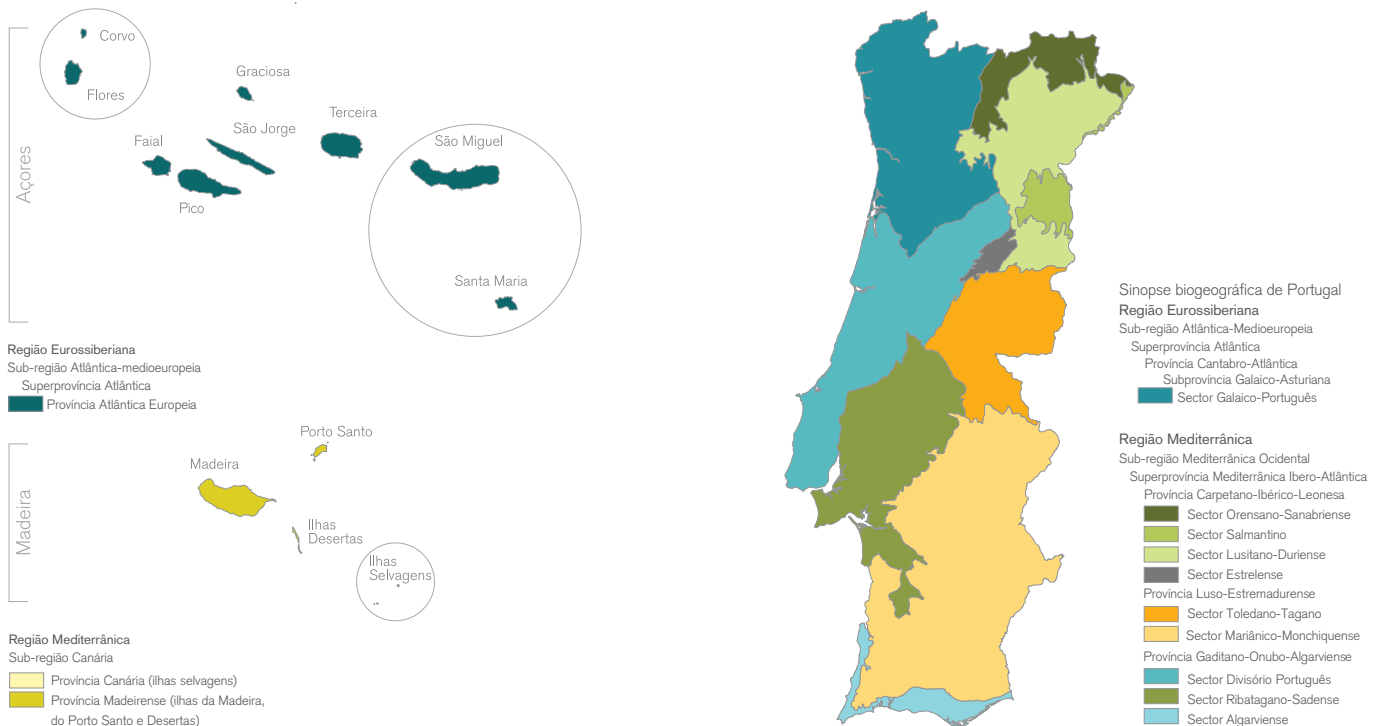 Açores
Corvo
Flores
Graciosa
Terceira
São Jorge
Faial
Pico
São Miguel
Santa Maria
Região Eurossiberiana
Sub-região Atlântica-medioeuropeia
Superprovíncia Atlântica
Província Atlântica Europeia
Madeira
Porto Santo
Madeira
Ilhas
Desertas
Ilhas
Selvagens
Região Mediterrânica
Sub-região Canária
Província Canária (ilhas selvagens)
Província Madeirense (ilhas da Madeira,
do Porto Santo e Desertas)
Sinopse biogeográfica de Portugal
Região Eurossiberiana
Sub-região Atlântica-Medioeuropeia
Superprovíncia Atlântica
Província Cantabro-Atlântica
Subprovíncia Galaico-Asturiana
Sector Galaico-Português
Região Mediterrânica
Sub-região Mediterrânica Ocidental
Superprovíncia Mediterrânica Ibero-Atlântica
Província Carpetano-Ibérico-Leonesa
Sector Orensano-Sanabriense
Sector Salmantino
Sector Lusitano-Duriense
Sector Estrelense
Província Luso-Estremadurense
Sector Toledano-Tagano
Sector Mariânico-Monchiquense
Província Gaditano-Onubo-Algarviense
Sector Divisório Português
Sector Ribatagano-Sadense
Sector Algarviense